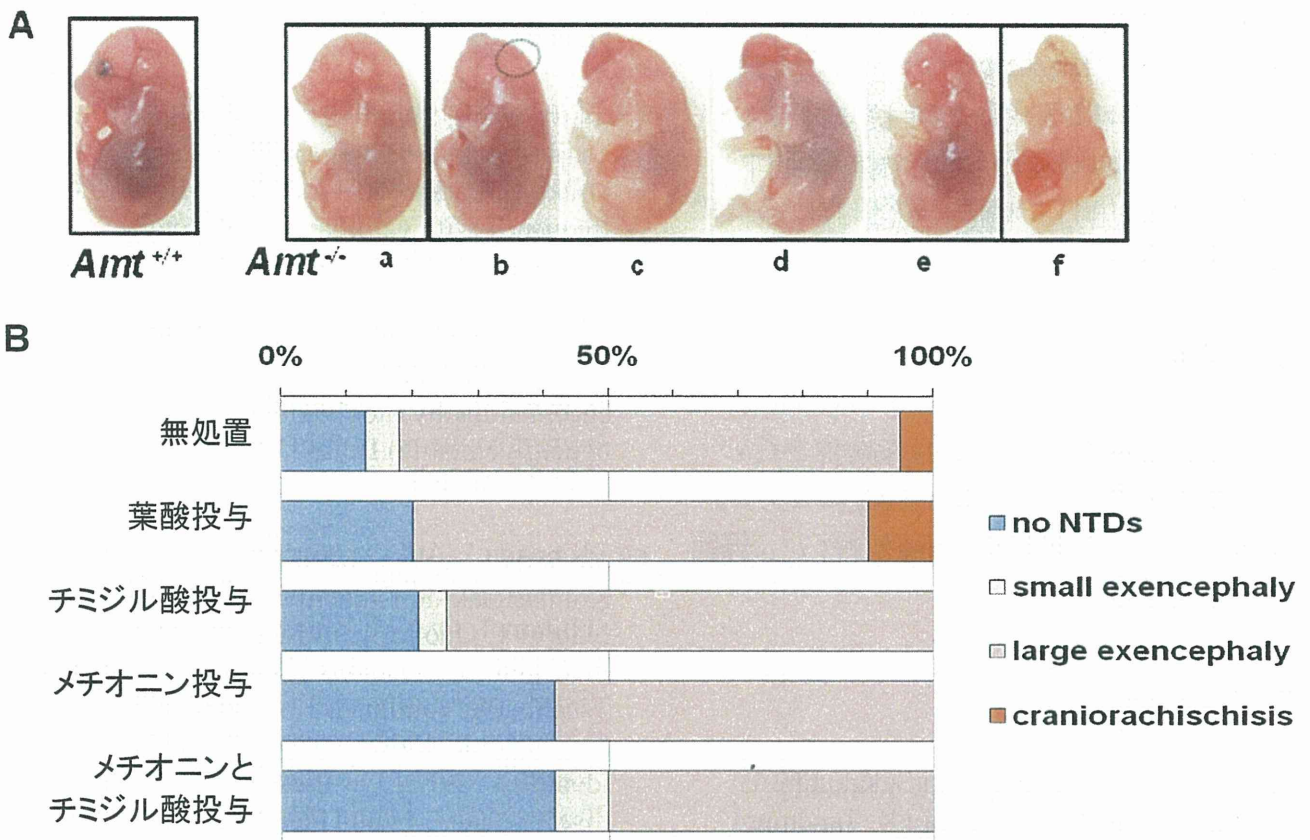 A
Amt +/+
Amt -/- a b c d e f
B
0% 50% 100%
無処置
葉酸投与
チミジル酸投与
メチオニン投与
メチオニンと
チミジル酸投与
no NTDs
small exencephaly
large exencephaly
craniorachischisis